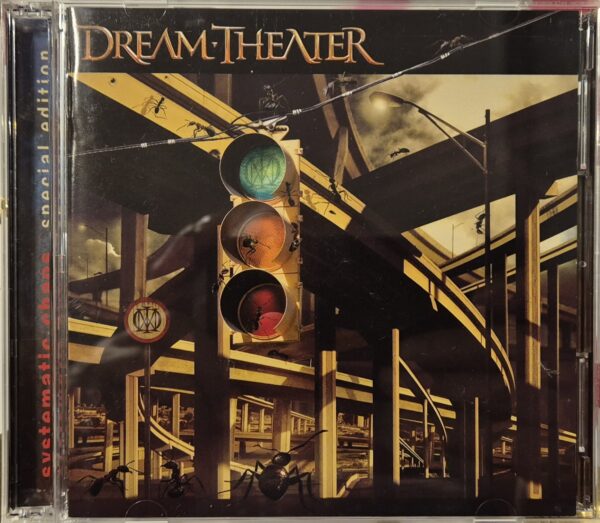 DREAM·THEATER
systematic chaos special edition